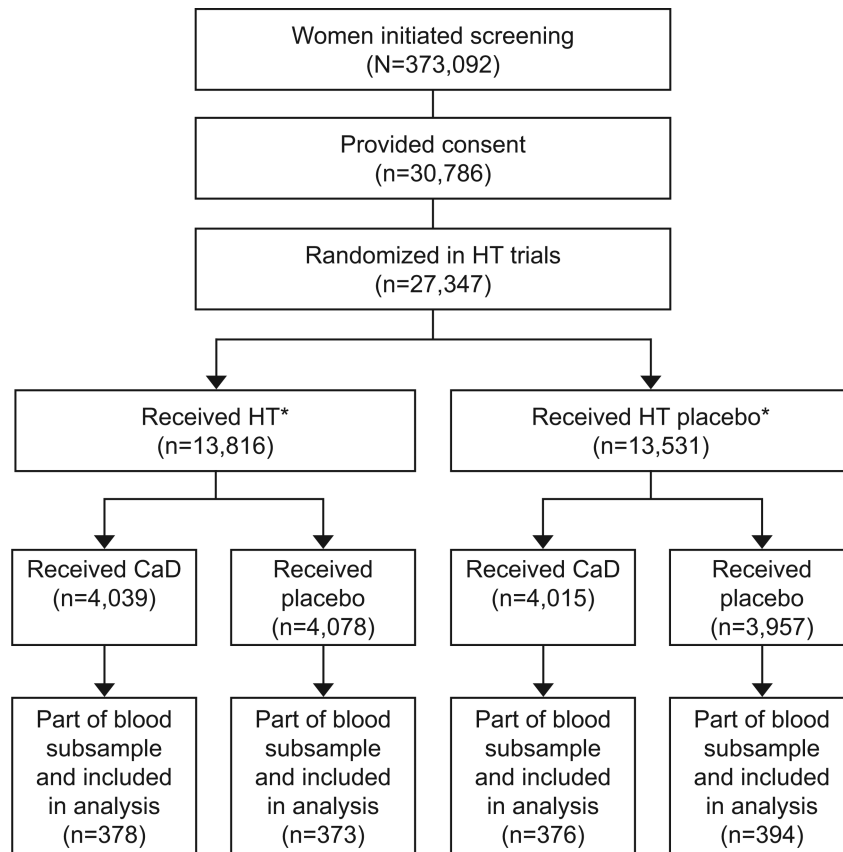 Women initiated screening
(N=373,092)
Provided consent
(n=30,786)
Randomized in HT trials
(n=27,347)
Received HT*
(n=13,816)
Received HT placebo*
(n=13,531)
Received CaD
(n=4,039)
Received
placebo
(n=4,078)
Received CaD
(n=4,015)
Received
placebo
(n=3,957)
Part of blood
subsample
and included
in analysis
(n=378)
Part of blood
subsample
and included
in analysis
(n=373)
Part of blood
subsample
and included
in analysis
(n=376)
Part of blood
subsample
and included
in analysis
(n=394)